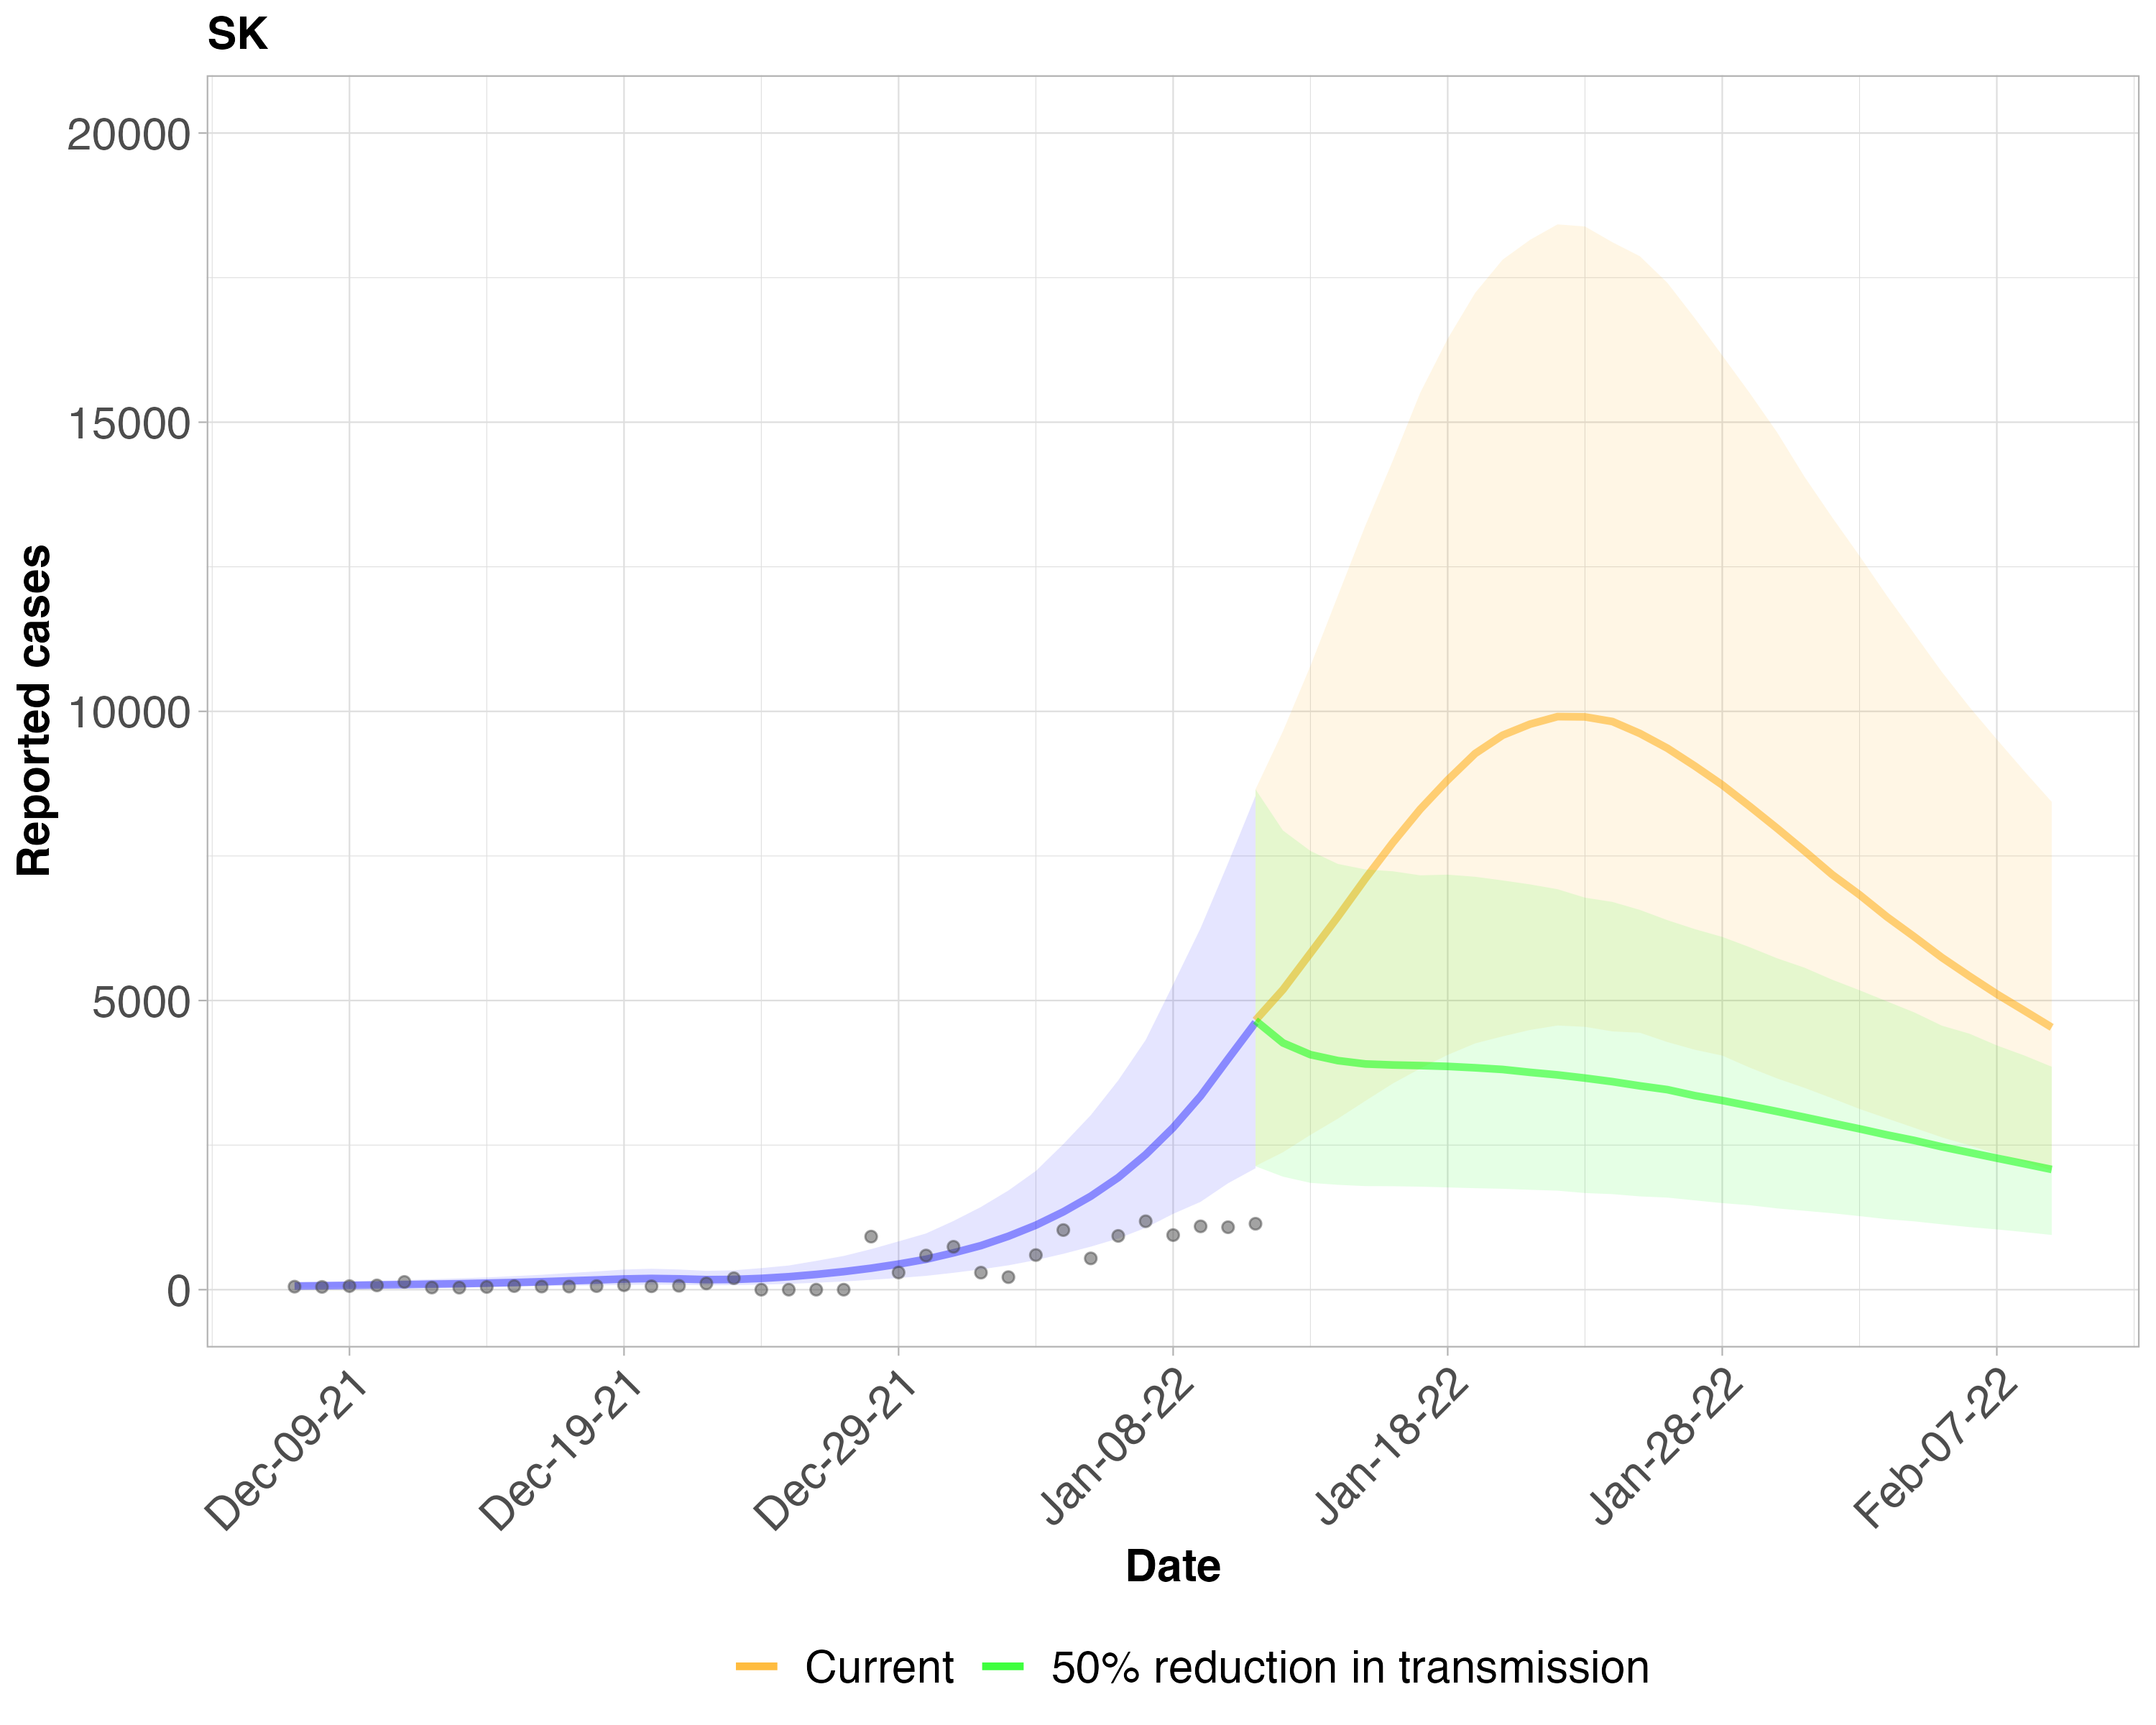 SK
20000
15000
10000
5000
0
Reported cases
Dec-09-21
Dec-19-21
Dec-29-21
Jan-08-22
Jan-18-22
Jan-28-22
Feb-07-22
Date
Current
50% reduction in transmission